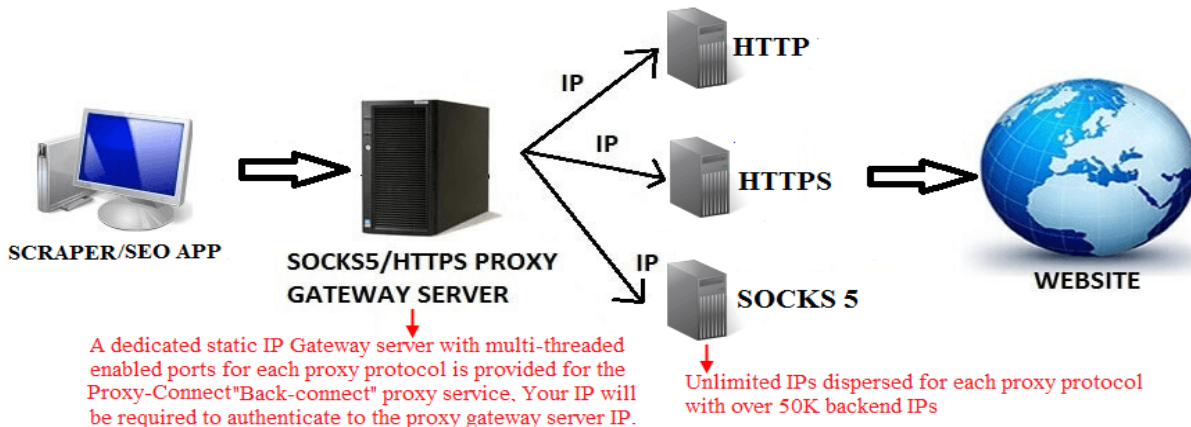 SCRAPER/SEO APP
SOCKS5/HTTPS PROXY
GATEWAY SERVER
A dedicated static IP Gateway server with multi-threaded
enabled ports for each proxy protocol is provided for the
Proxy-Connect"Back-connect" proxy service. Your IP will
be required to authenticate to the proxy gateway server IP.
IP
IP
IP
HTTP
HTTPS
SOCKS 5
Unlimited IPs dispersed for each proxy protocol
with over 50K backend IPs
WEBSITE